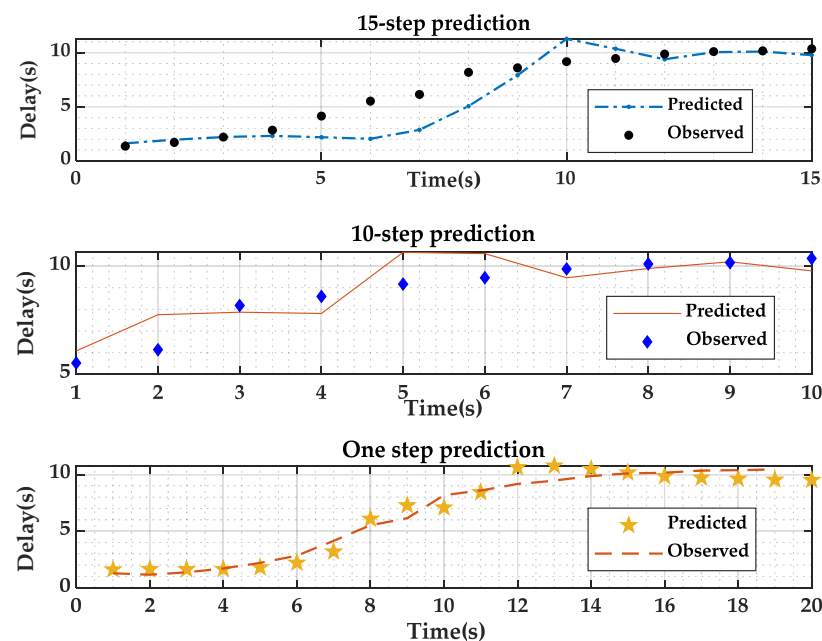 15-step prediction
10
5
0
Delay(s)
Predicted
Observed
0 5 10 15
Time(s)
10-step prediction
10
5
Delay(s)
Predicted
Observed
1 2 3 4 5 6 7 8 9 10
Time(s)
One step prediction
10
5
0
Delay(s)
Predicted
Observed
0 2 4 6 8 10 12 14 16 18 20
Time(s)